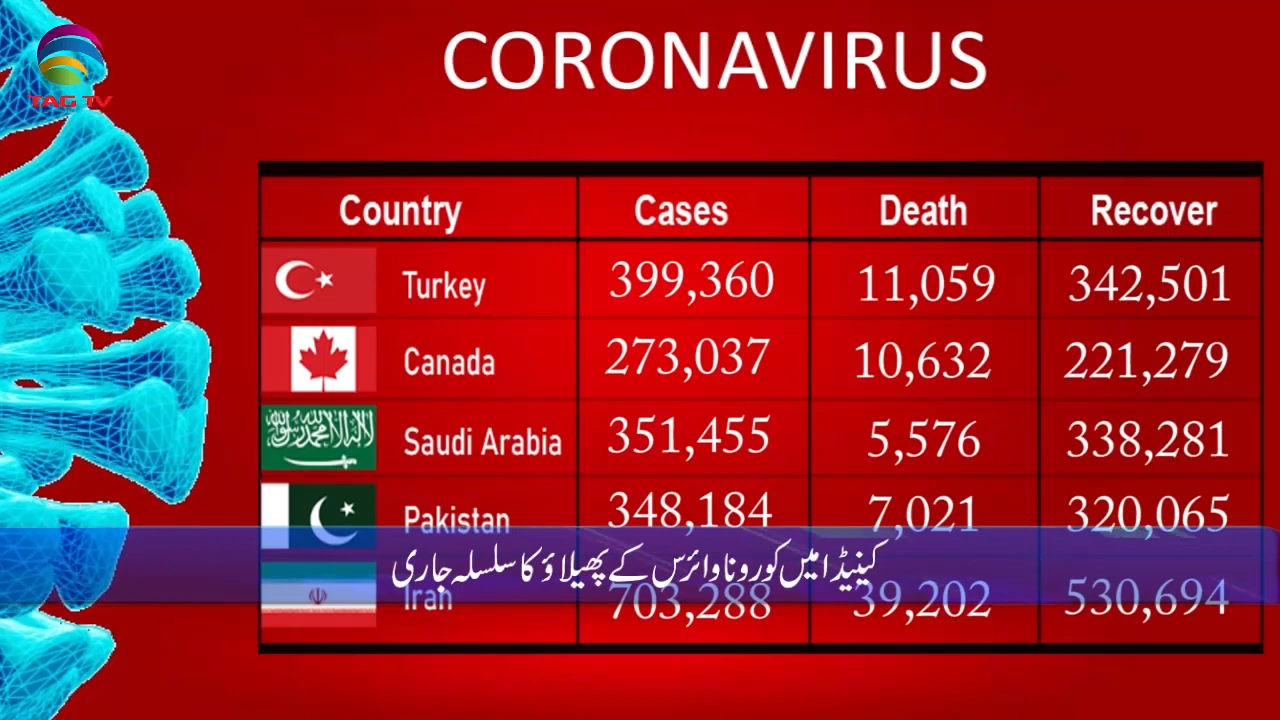 TAG TV
CORONAVIRUS
Country Cases Death Recover
Turkey 399,360 11,059 342,501
Canada 273,037 10,632 221,279
Saudi Arabia 351,455 5,576 338,281
Pakistan 348,184 7,021 320,065
کینیڈا میں کورونا وائرس کے پھیلاؤ کا سلسلہ جاری
Iran 703,288 39,202 530,694